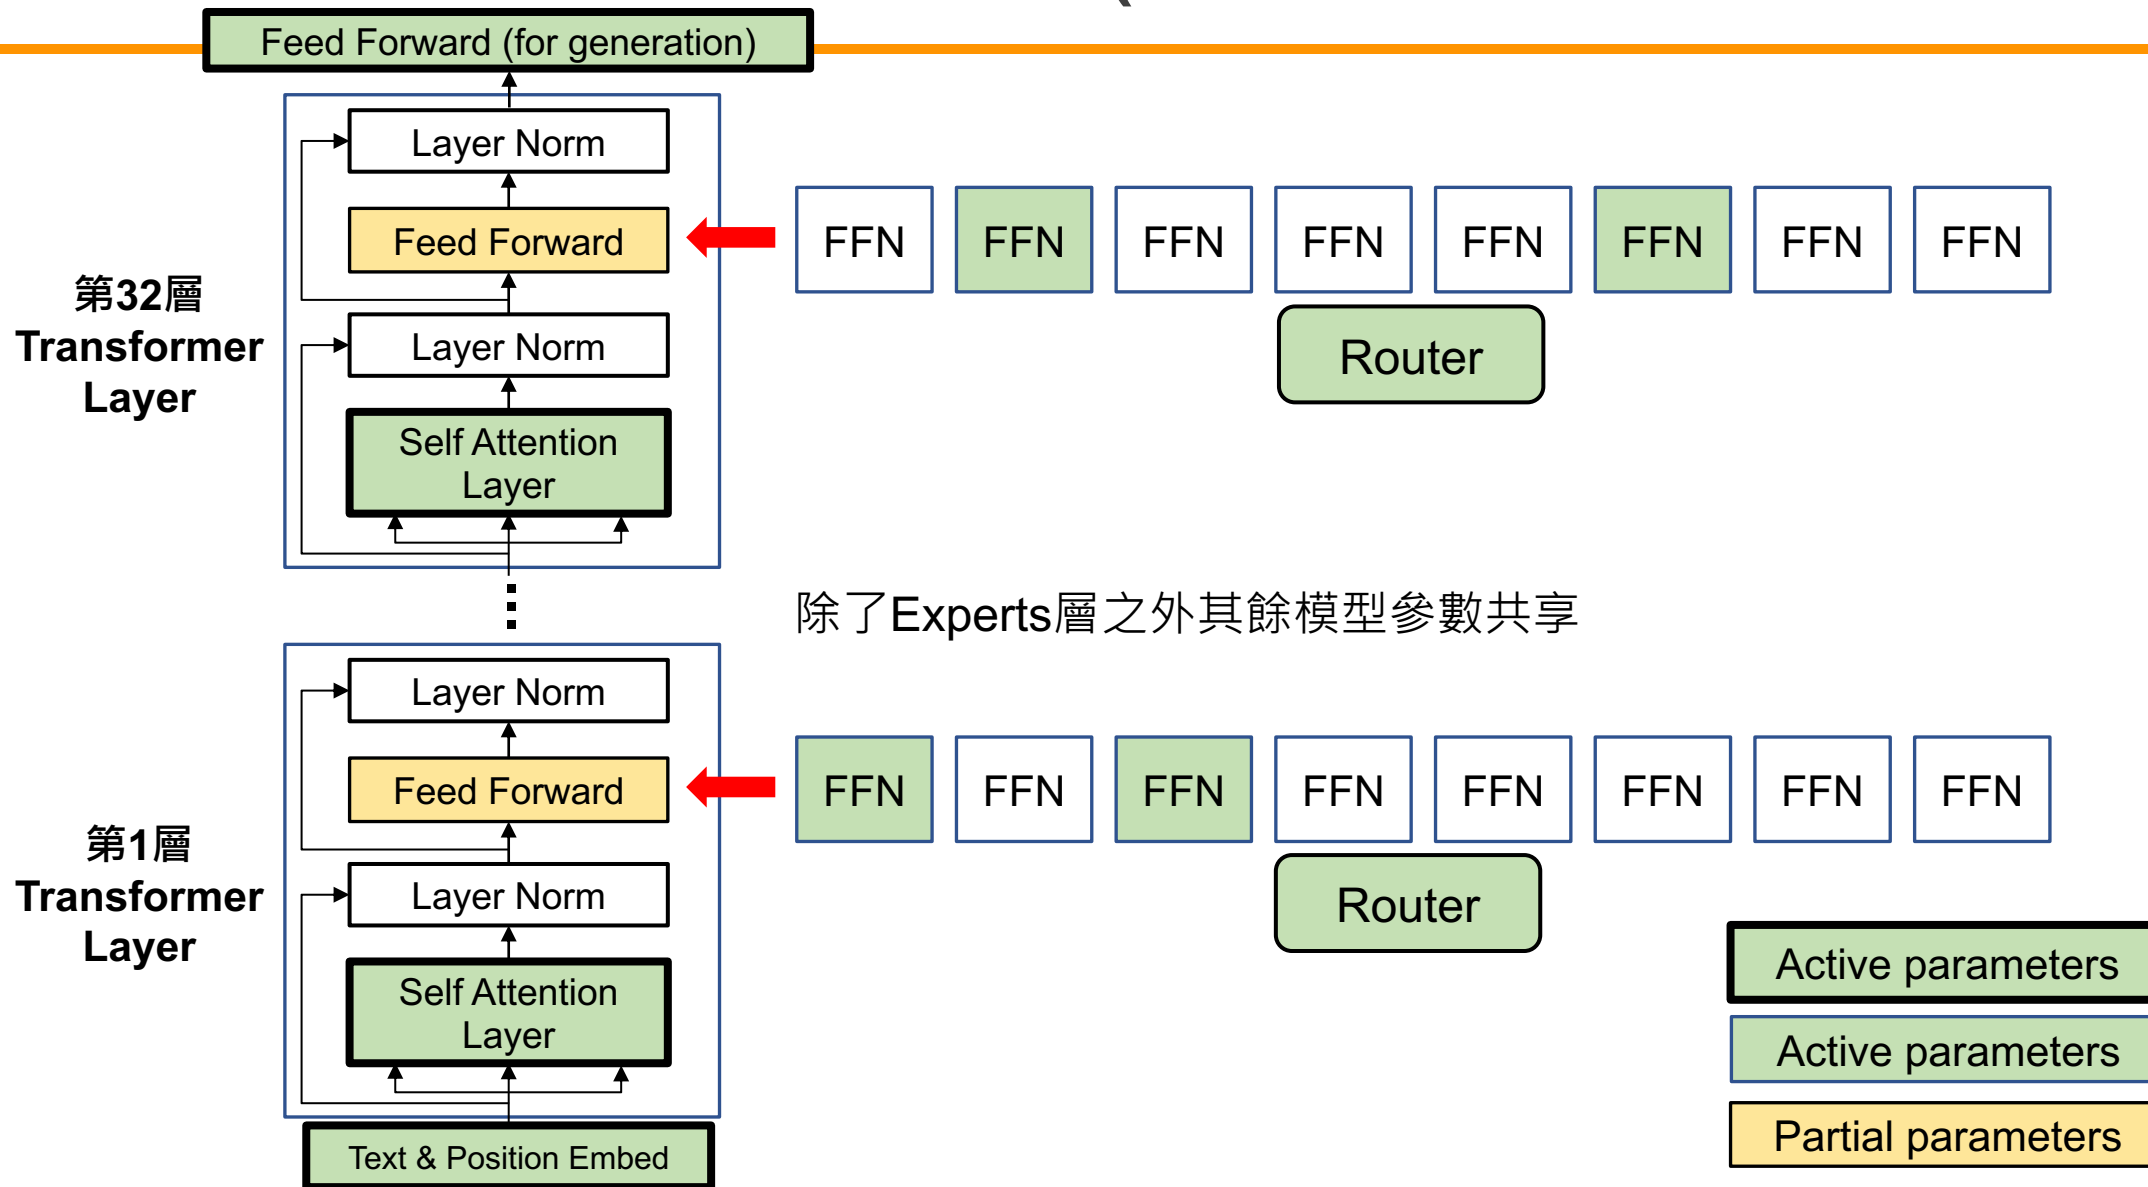 Feed Forward (for generation)
Layer Norm
Feed Forward
Layer Norm
Self Attention
Layer
第32層
Transformer
Layer
FFN FFN FFN FFN FFN FFN FFN FFN
Router
除了Experts層之外其餘模型參數共享
Layer Norm
Feed Forward
Layer Norm
Self Attention
Layer
第1層
Transformer
Layer
FFN FFN FFN FFN FFN FFN FFN FFN
Router
Text & Position Embed
Active parameters
Active parameters
Partial parameters